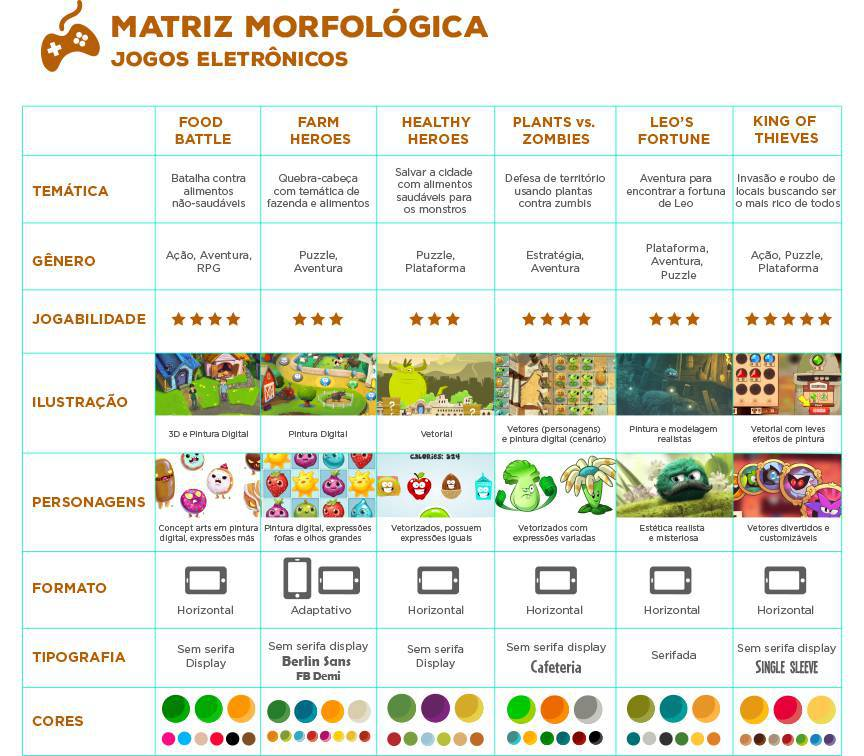 MATRIZ MORFOLÓGICA
JOGOS ELETRÔNICOS
FOOD
BATTLE
FARM
HEROES
HEALTHY
HEROES
PLANTS vs.
ZOMBIES
LEO'S
FORTUNE
KING OF
THIEVES
TEMÁTICA
Batalha contra
alimentos
não-saudáveis
Quebra-cabeça
com temática de
fazenda e alimentos
Salvar a cidade
com alimentos
saudáveis para
os monstros
Defesa de território
usando plantas
contra zumbis
Aventura para
encontrar a fortuna
de Leo
Invasão e roubo de
locais buscando ser
o mais rico de todos
GÊNERO
Ação, Aventura,
RPG
Puzzle,
Aventura
Puzzle,
Plataforma
Estratégia,
Aventura
Plataforma,
Aventura,
Puzzle
Ação, Puzzle,
Plataforma
JOGABILIDADE
ILUSTRAÇÃO
3D e Pintura Digital
Pintura Digital
Vetorial
Vetores (personagens)
e pintura digital (cenário)
Pintura e modelagem
realistas
Vetorial com leves
efeitos de pintura
PERSONAGENS
CALORIES: 524
Concept arts em pintura
digital, expressões más
Pintura digital, expressões
fofas e olhos grandes
Vetorizados, possuem
expressões iguais
Vetorizados com
expressões variadas
Estética realista
e misteriosa
Vetores divertidos e
customizáveis
FORMATO
Horizontal
Adaptativo
Horizontal
Horizontal
Horizontal
Horizontal
TIPOGRAFIA
Sem serifa
Display
Sem serifa display
Berlin Sans
FB Demi
Sem serifa
Display
Sem serifa display
Cafeteria
Serifada
Sem serifa display
SINGLE SLEEVE
CORES